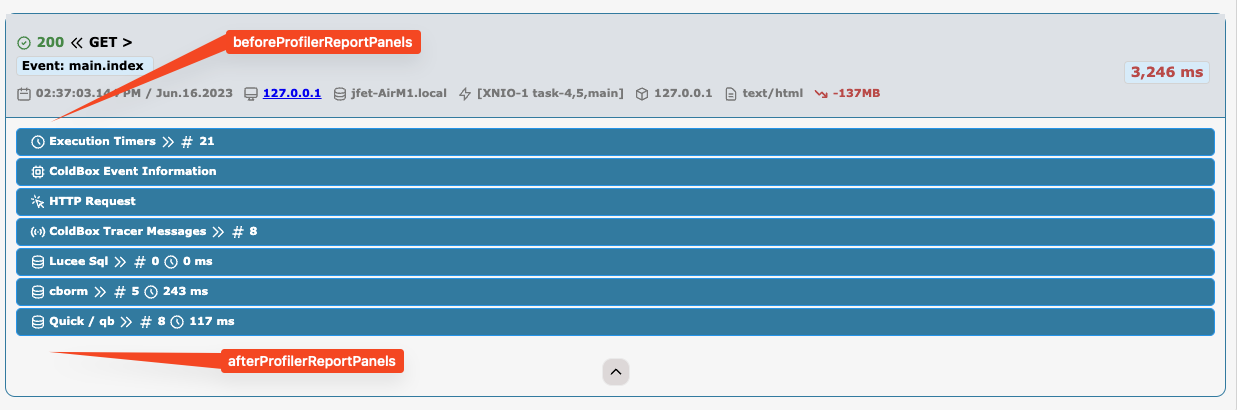 200 « GET >
beforeProfilerReportPanels
Event: main.index
3,246 ms
02:37:03.14 PM / Jun.16.2023 127.0.0.1 jfet-AirM1.local [XNIO-1 task-4,5,main] 127.0.0.1 text/html -137MB
Execution Timers » # 21
ColdBox Event Information
HTTP Request
ColdBox Tracer Messages » # 8
Lucee Sql » # 0 0 ms
cborm » # 5 243 ms
Quick / qb » # 8 117 ms
afterProfilerReportPanels